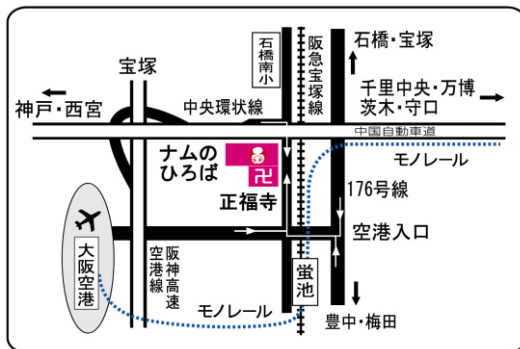 石橋南小
阪急宝塚線
石橋・宝塚
宝塚
千里中央・万博
茨木・守口
神戸・西宮
中央環状線
中国自動車道
ナムの
ひろば
卍
正福寺
モノレール
176号線
空港入口
大阪空港
阪神高速
空港線
蛍池
モノレール
豊中・梅田